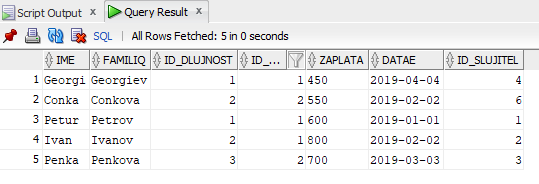 Script Output x Query Result x
SQL | All Rows Fetched: 5 in 0 seconds
IME FAMILIQ ID_DLUJNOST ID_... ZAPLATA DATAE ID_SLUJITEL
1 Georgi Georgiev 1 1 450 2019-04-04 4
2 Conka Conkova 2 2 550 2019-02-02 6
3 Petur Petrov 1 1 600 2019-01-01 1
4 Ivan Ivanov 2 1 800 2019-02-02 2
5 Penka Penkova 3 2 700 2019-03-03 3